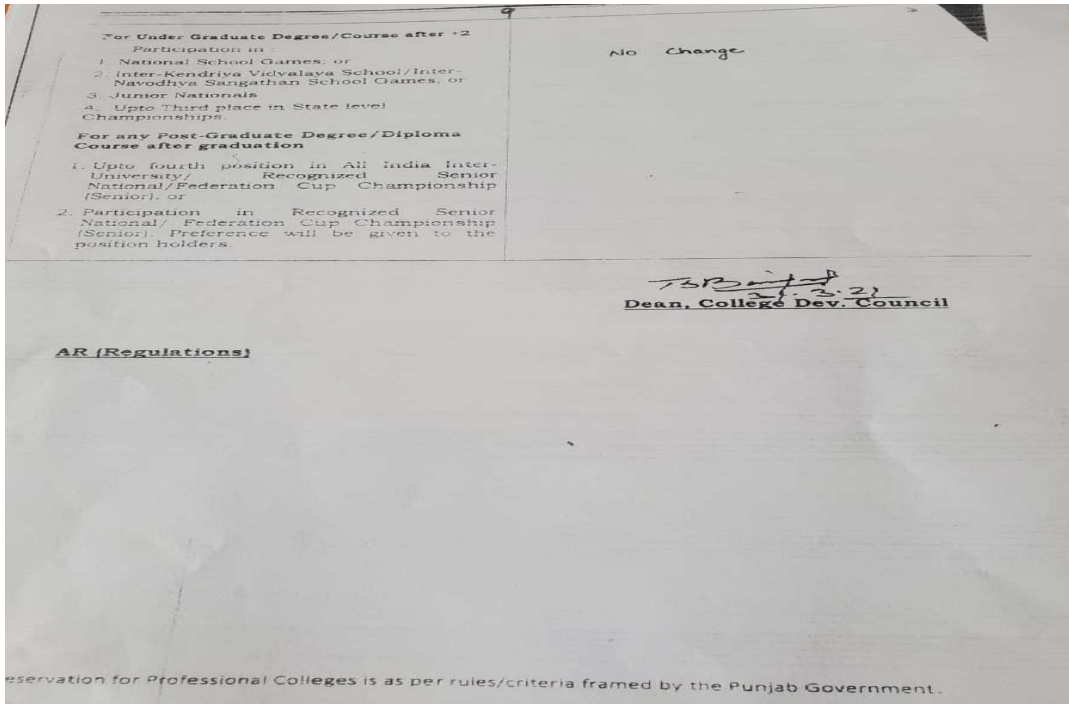 9
For Under Graduate Degree/Course after +2
Participation in :
1. National School Games; or
2. Inter-Kendriya Vidyalaya School/Inter-
Navodhya Sangathan School Games; or
3. Junior Nationals
4. Upto Third place in State level
Championships.
For any Post-Graduate Degree/Diploma
Course after graduation
1. Upto fourth position in All India Inter-
University/ Recognized Senior
National/Federation Cup Championship
(Senior); or
2. Participation in Recognized Senior
National/ Federation Cup Championship
(Senior). Preference will be given to the
position holders.
No Change
3.21
Dean, College Dev. Council
AR (Regulations)
eservation for Professional Colleges is as per rules/criteria framed by the Punjab Government.